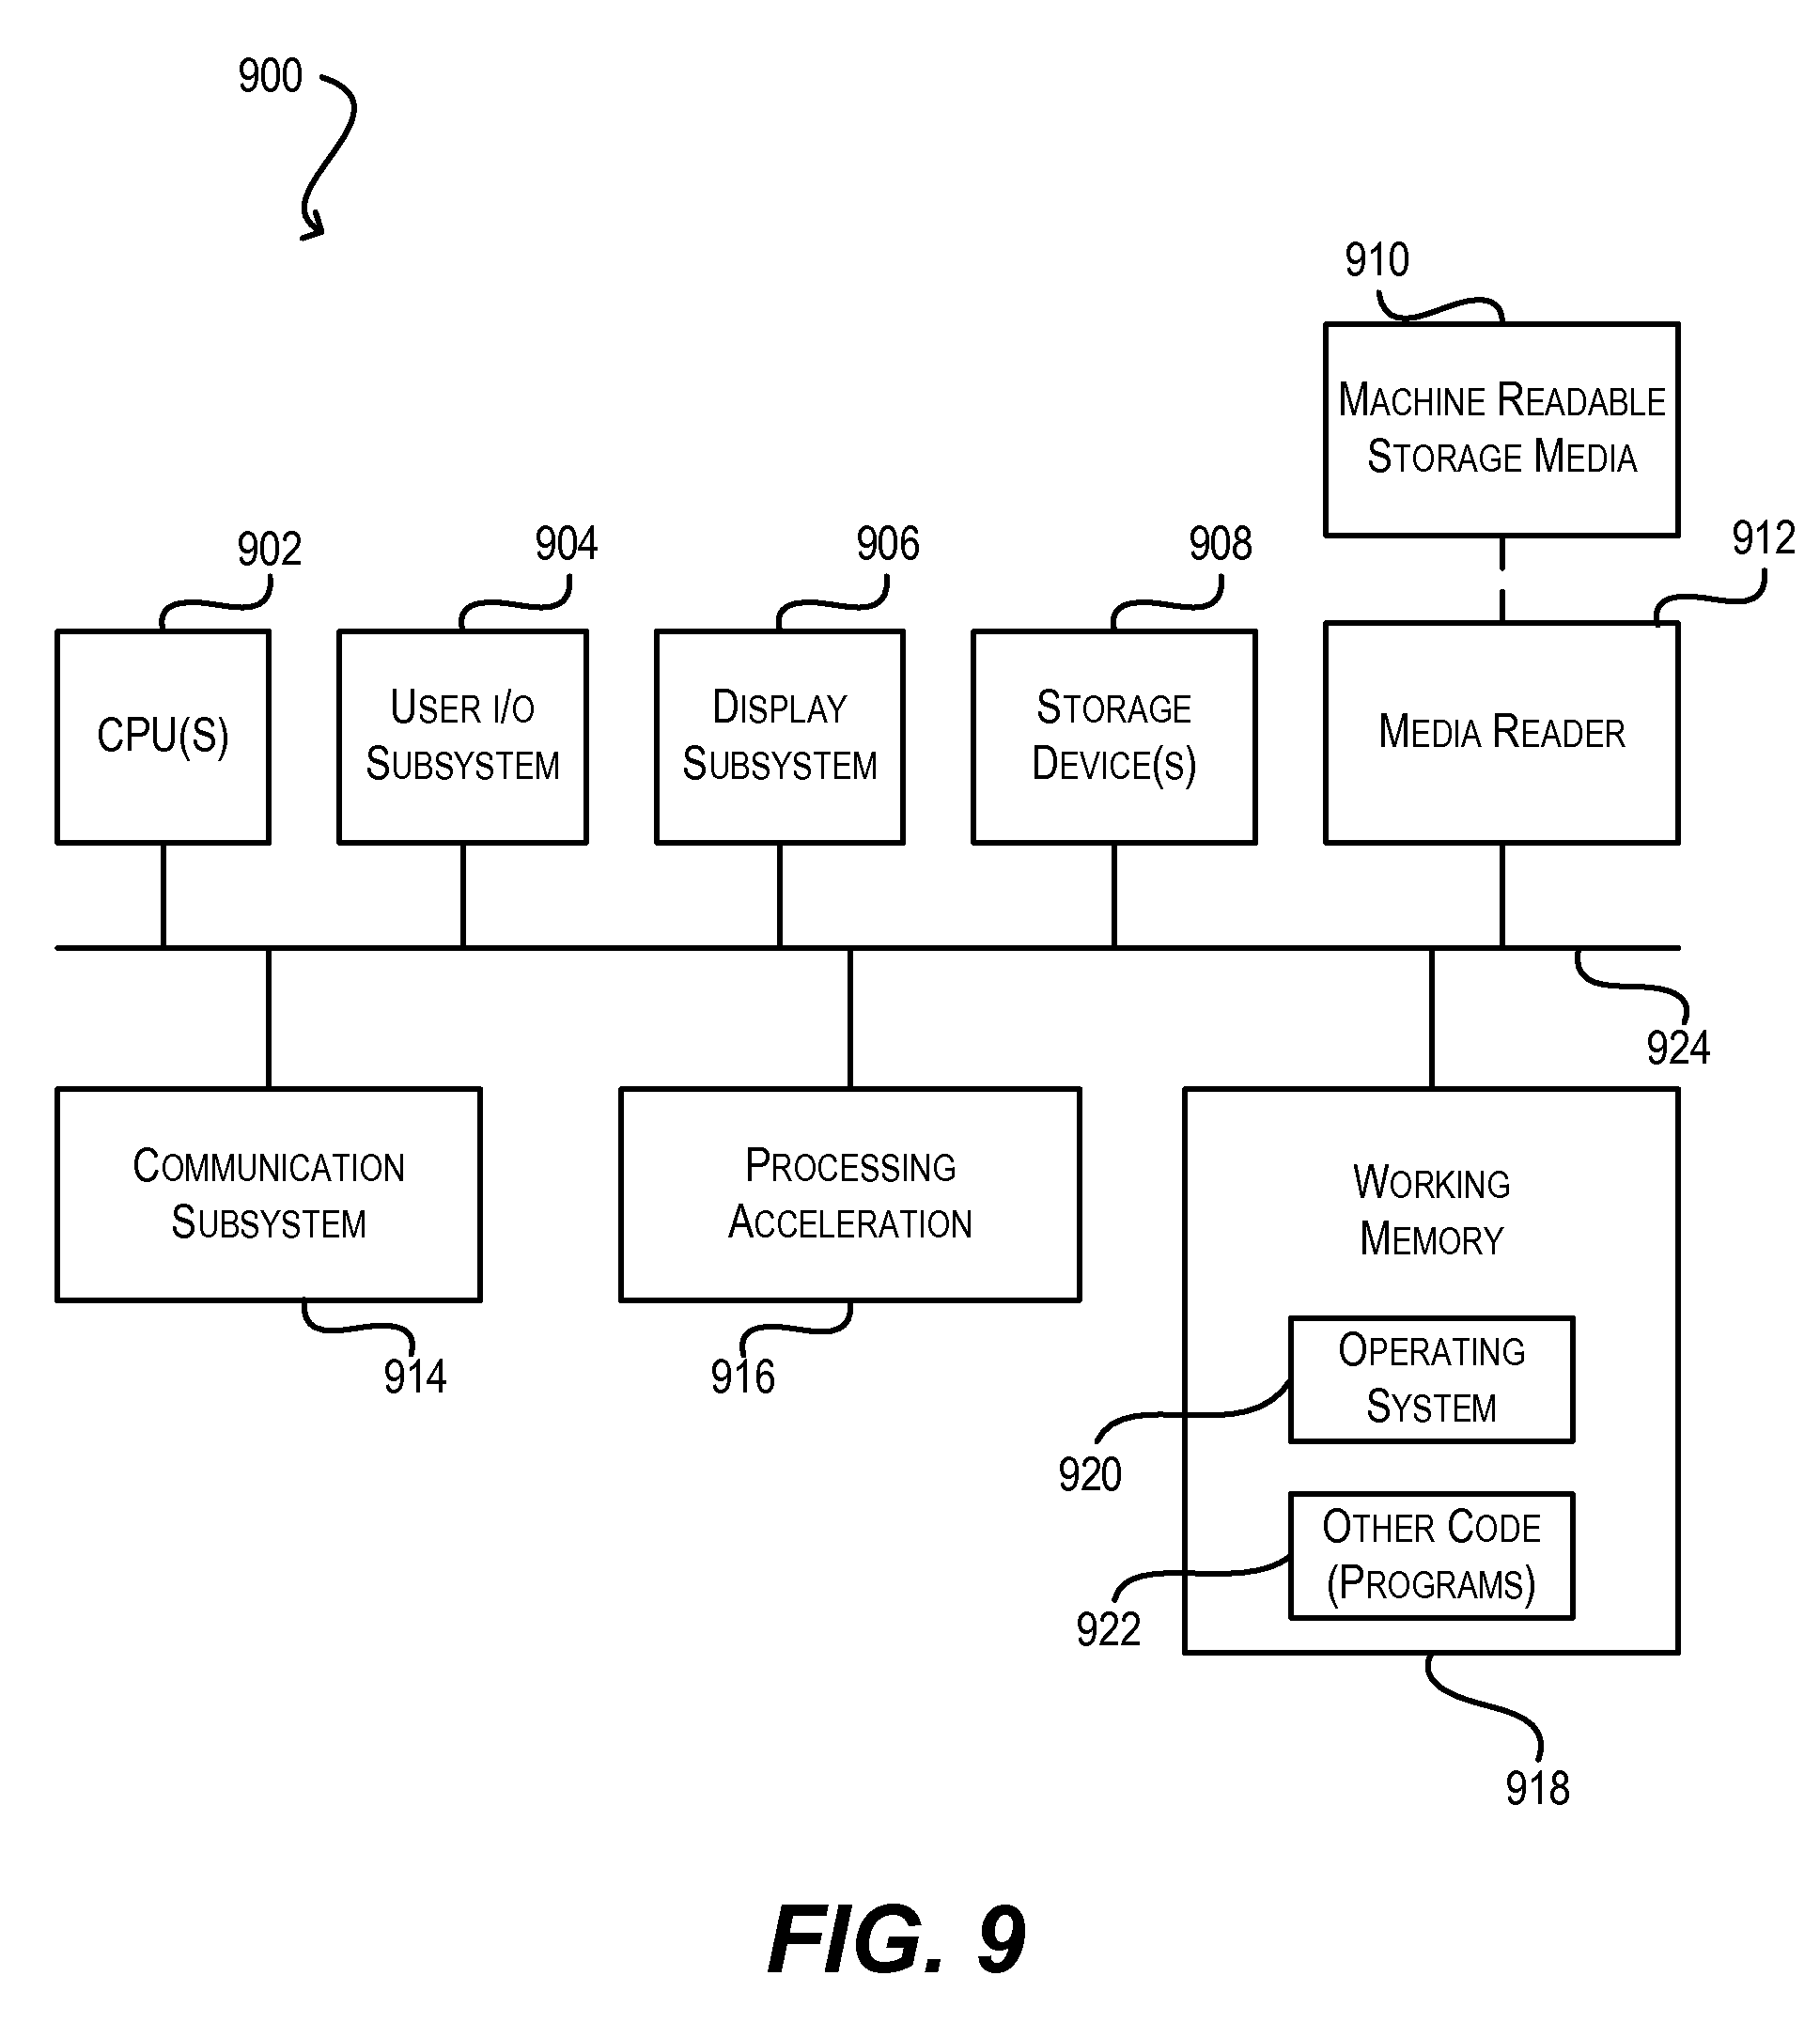 900
910
Machine Readable
Storage Media
902
904
906
908
912
CPU(s)
User i/o
Subsystem
Display
Subsystem
Storage
Device(s)
Media Reader
924
Communication
Subsystem
Processing
Acceleration
Working
Memory
914
916
Operating
System
920
Other Code
(Programs)
922
918
FIG. 9